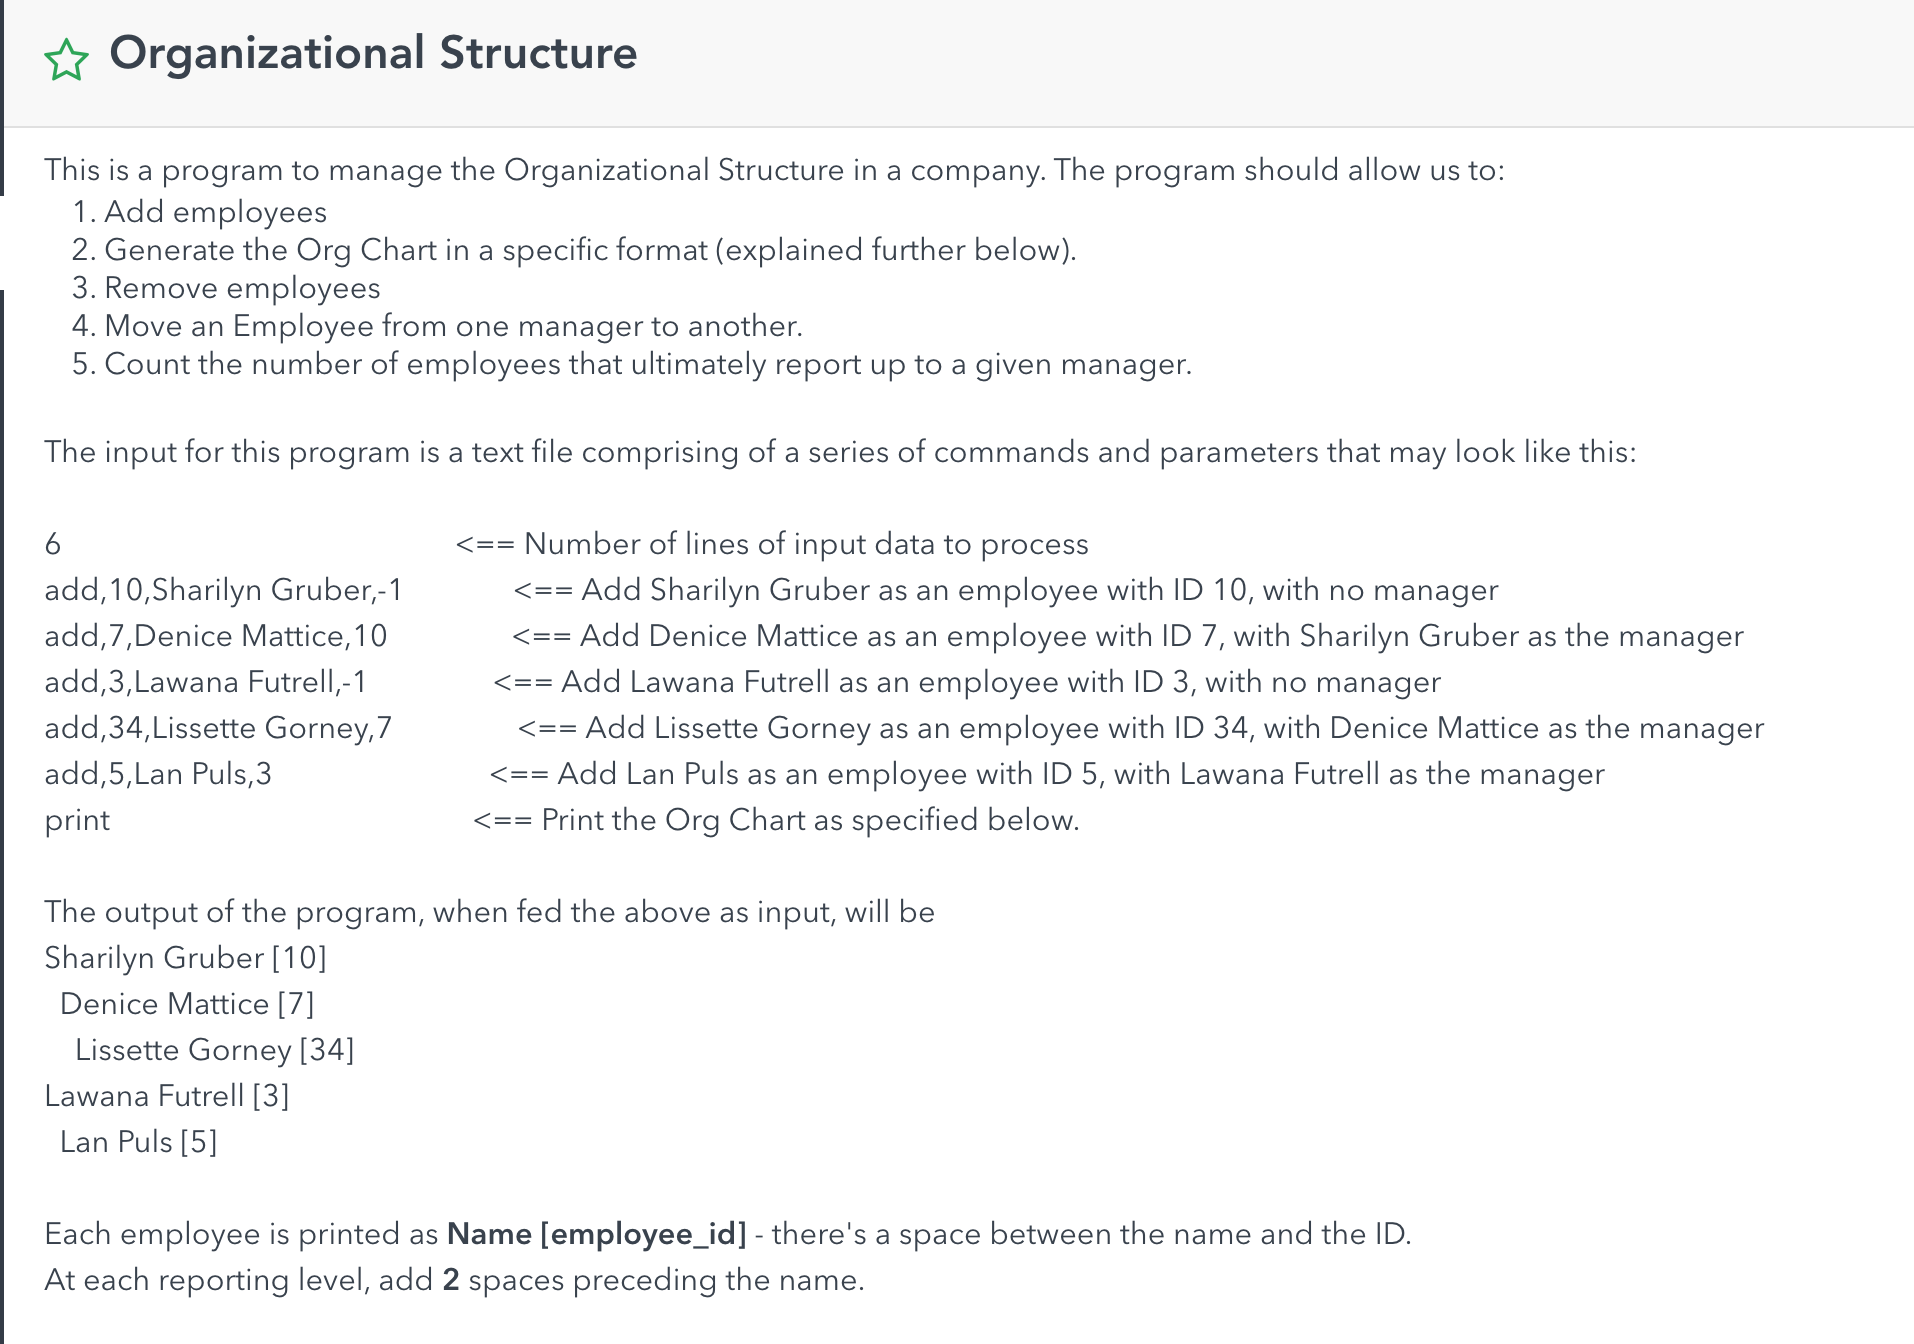 Organizational Structure
This is a program to manage the Organizational Structure in a company. The program should allow us to:
1. Add employees
2. Generate the Org Chart in a specific format (explained further below).
3. Remove employees
4. Move an Employee from one manager to another.
5. Count the number of employees that ultimately report up to a given manager.
The input for this program is a text file comprising of a series of commands and parameters that may look like this:
6 <== Number of lines of input data to process
add,10,Sharilyn Gruber,-1 <== Add Sharilyn Gruber as an employee with ID 10, with no manager
add,7,Denice Mattice,10 <== Add Denice Mattice as an employee with ID 7, with Sharilyn Gruber as the manager
add,3,Lawana Futrell,-1 <== Add Lawana Futrell as an employee with ID 3, with no manager
add,34,Lissette Gorney,7 <== Add Lissette Gorney as an employee with ID 34, with Denice Mattice as the manager
add,5,Lan Puls,3 <== Add Lan Puls as an employee with ID 5, with Lawana Futrell as the manager
print <== Print the Org Chart as specified below.
The output of the program, when fed the above as input, will be
Sharilyn Gruber [10]
  Denice Mattice [7]
    Lissette Gorney [34]
Lawana Futrell [3]
  Lan Puls [5]
Each employee is printed as Name [employee_id] - there's a space between the name and the ID.
At each reporting level, add 2 spaces preceding the name.